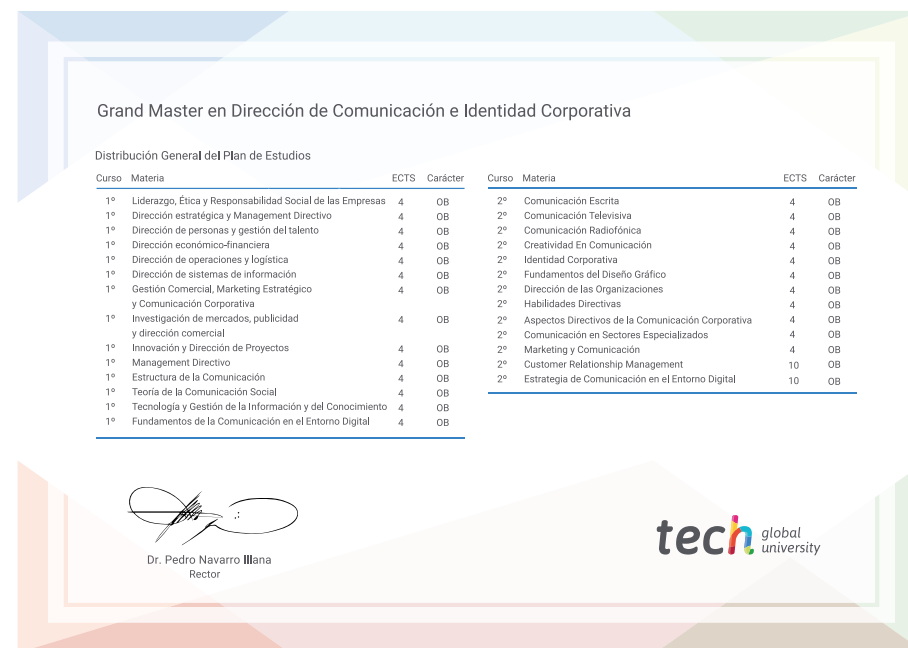 Grand Master en Dirección de Comunicación e Identidad Corporativa
Distribución General del Plan de Estudios
Curso Materia ECTS Carácter
1º Liderazgo, Ética y Responsabilidad Social de las Empresas 4 OB
1º Dirección estratégica y Management Directivo 4 OB
1º Dirección de personas y gestión del talento 4 OB
1º Dirección económico-financiera 4 OB
1º Dirección de operaciones y logística 4 OB
1º Dirección de sistemas de información 4 OB
1º Gestión Comercial, Marketing Estratégico 4 OB
y Comunicación Corporativa
1º Investigación de mercados, publicidad 4 OB
y dirección comercial
1º Innovación y Dirección de Proyectos 4 OB
1º Management Directivo 4 OB
1º Estructura de la Comunicación 4 OB
1º Teoría de la Comunicación Social 4 OB
1º Tecnología y Gestión de la Información y del Conocimiento 4 OB
1º Fundamentos de la Comunicación en el Entorno Digital 4 OB
Curso Materia ECTS Carácter
2º Comunicación Escrita 4 OB
2º Comunicación Televisiva 4 OB
2º Comunicación Radiofónica 4 OB
2º Creatividad En Comunicación 4 OB
2º Identidad Corporativa 4 OB
2º Fundamentos del Diseño Gráfico 4 OB
2º Dirección de las Organizaciones 4 OB
2º Habilidades Directivas 4 OB
2º Aspectos Directivos de la Comunicación Corporativa 4 OB
2º Comunicación en Sectores Especializados 4 OB
2º Marketing y Comunicación 4 OB
2º Customer Relationship Management 10 OB
2º Estrategia de Comunicación en el Entorno Digital 10 OB
Dr. Pedro Navarro Illana
Rector
tech global
university